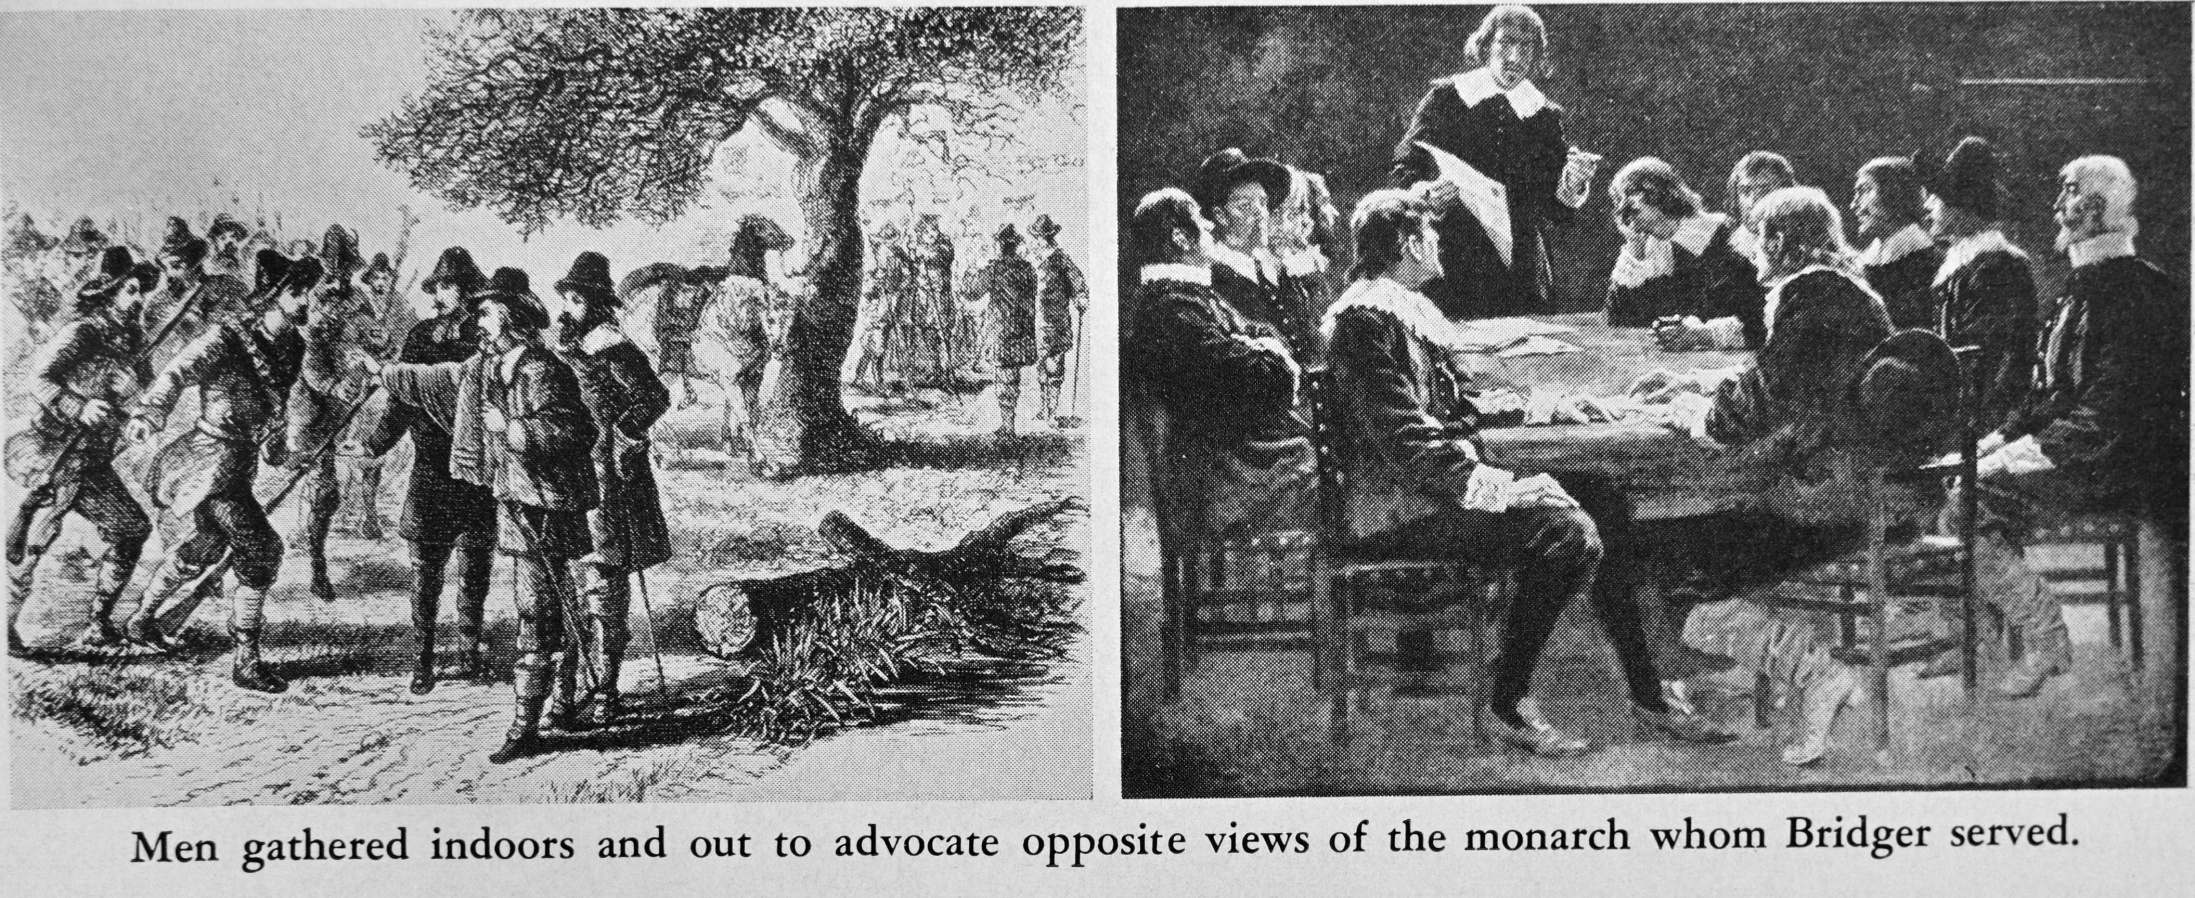 Men gathered indoors and out to advocate opposite views of the monarch whom Bridger served.